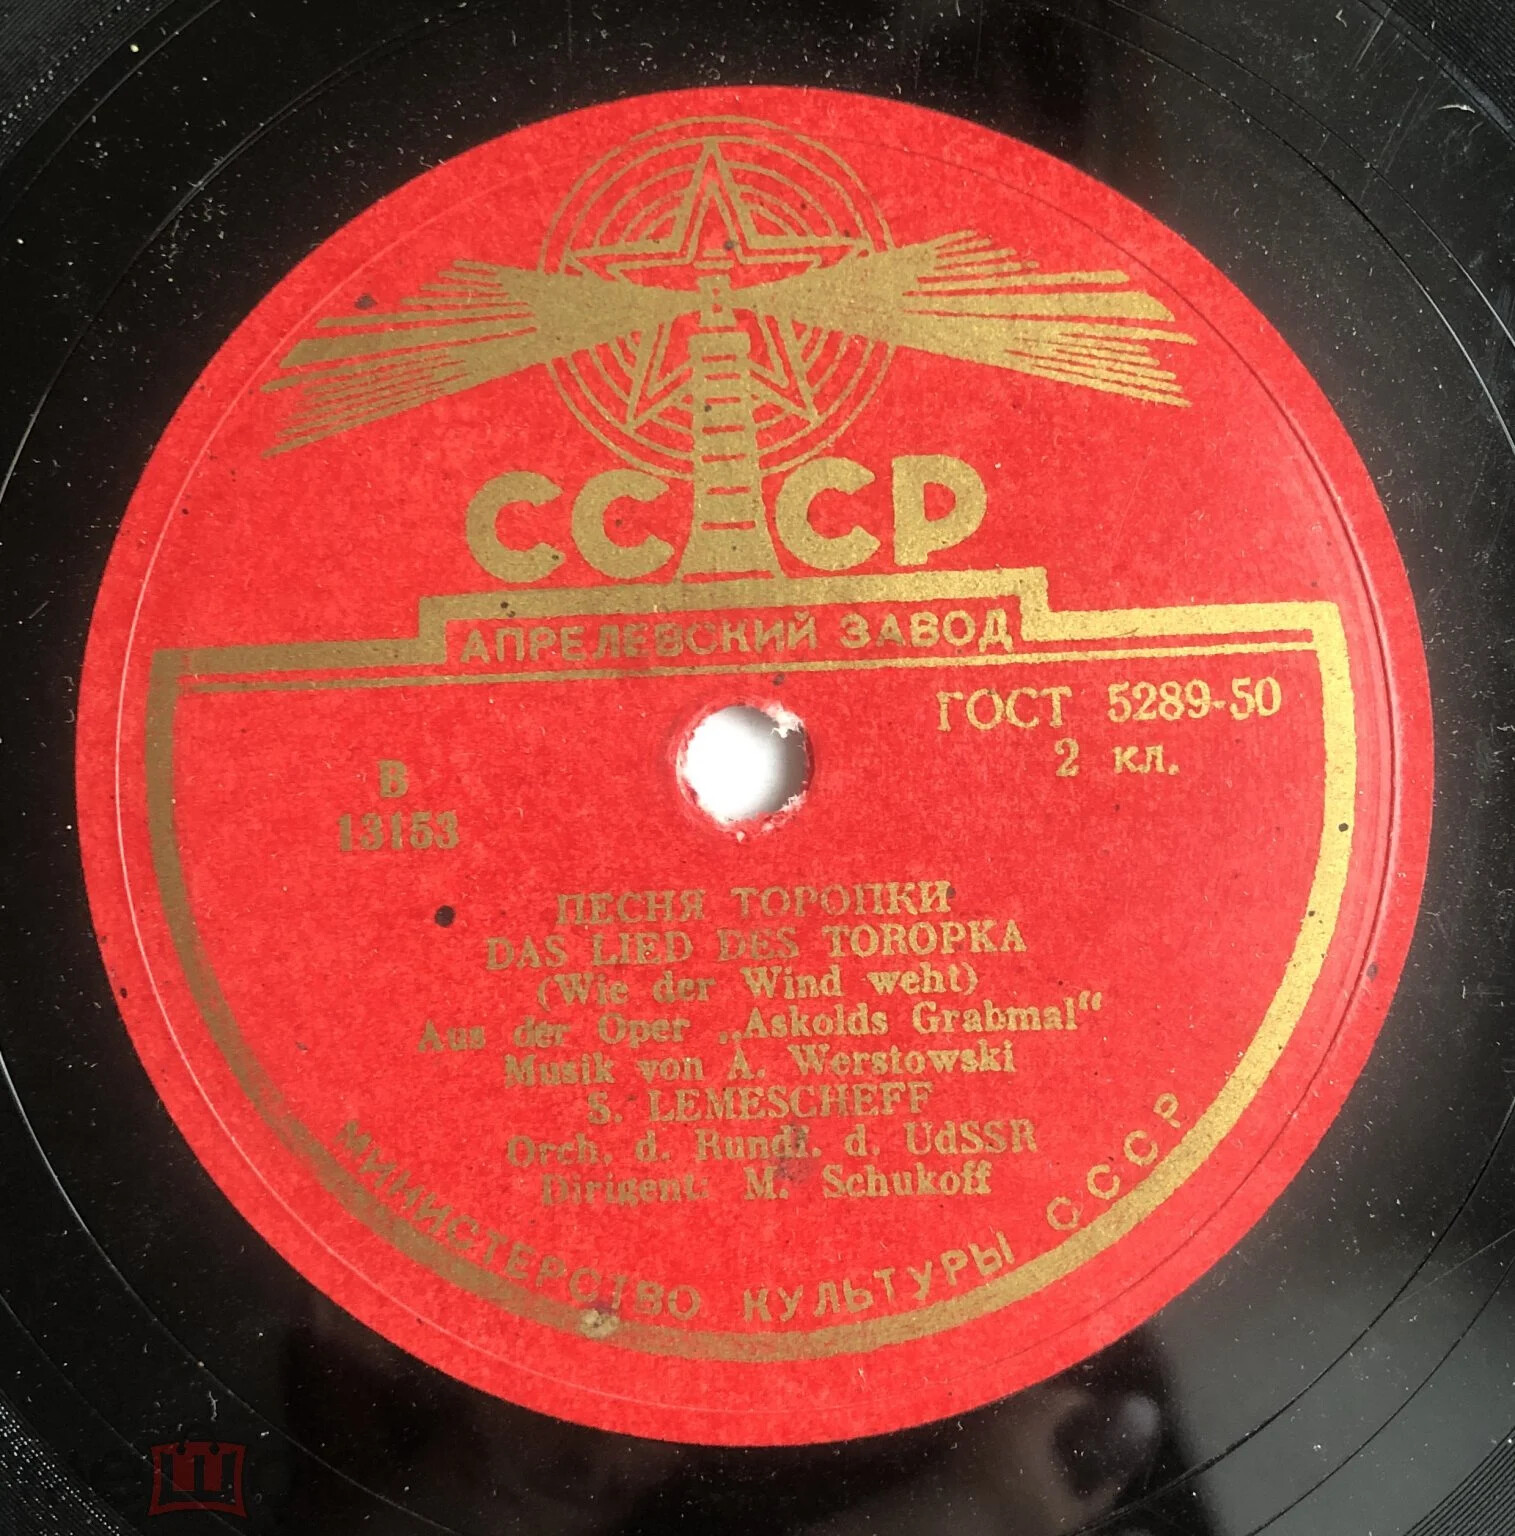 СССР
АПРЕЛЕВСКИЙ ЗАВОД
ГОСТ 5289-50
2 кл.
В
13153
ПЕСНЯ ТОРОПКИ
DAS LIED DES TOROPKA
(Wie der Wind weht)
Aus der Oper „Askolds Grabmal“
Musik von A. Werstowski
S. LEMESCHEFF
Orch. d. Rundf. d. UdSSR
Dirigent: M. Schukoff
МИНИСТЕРСТВО КУЛЬТУРЫ СССР